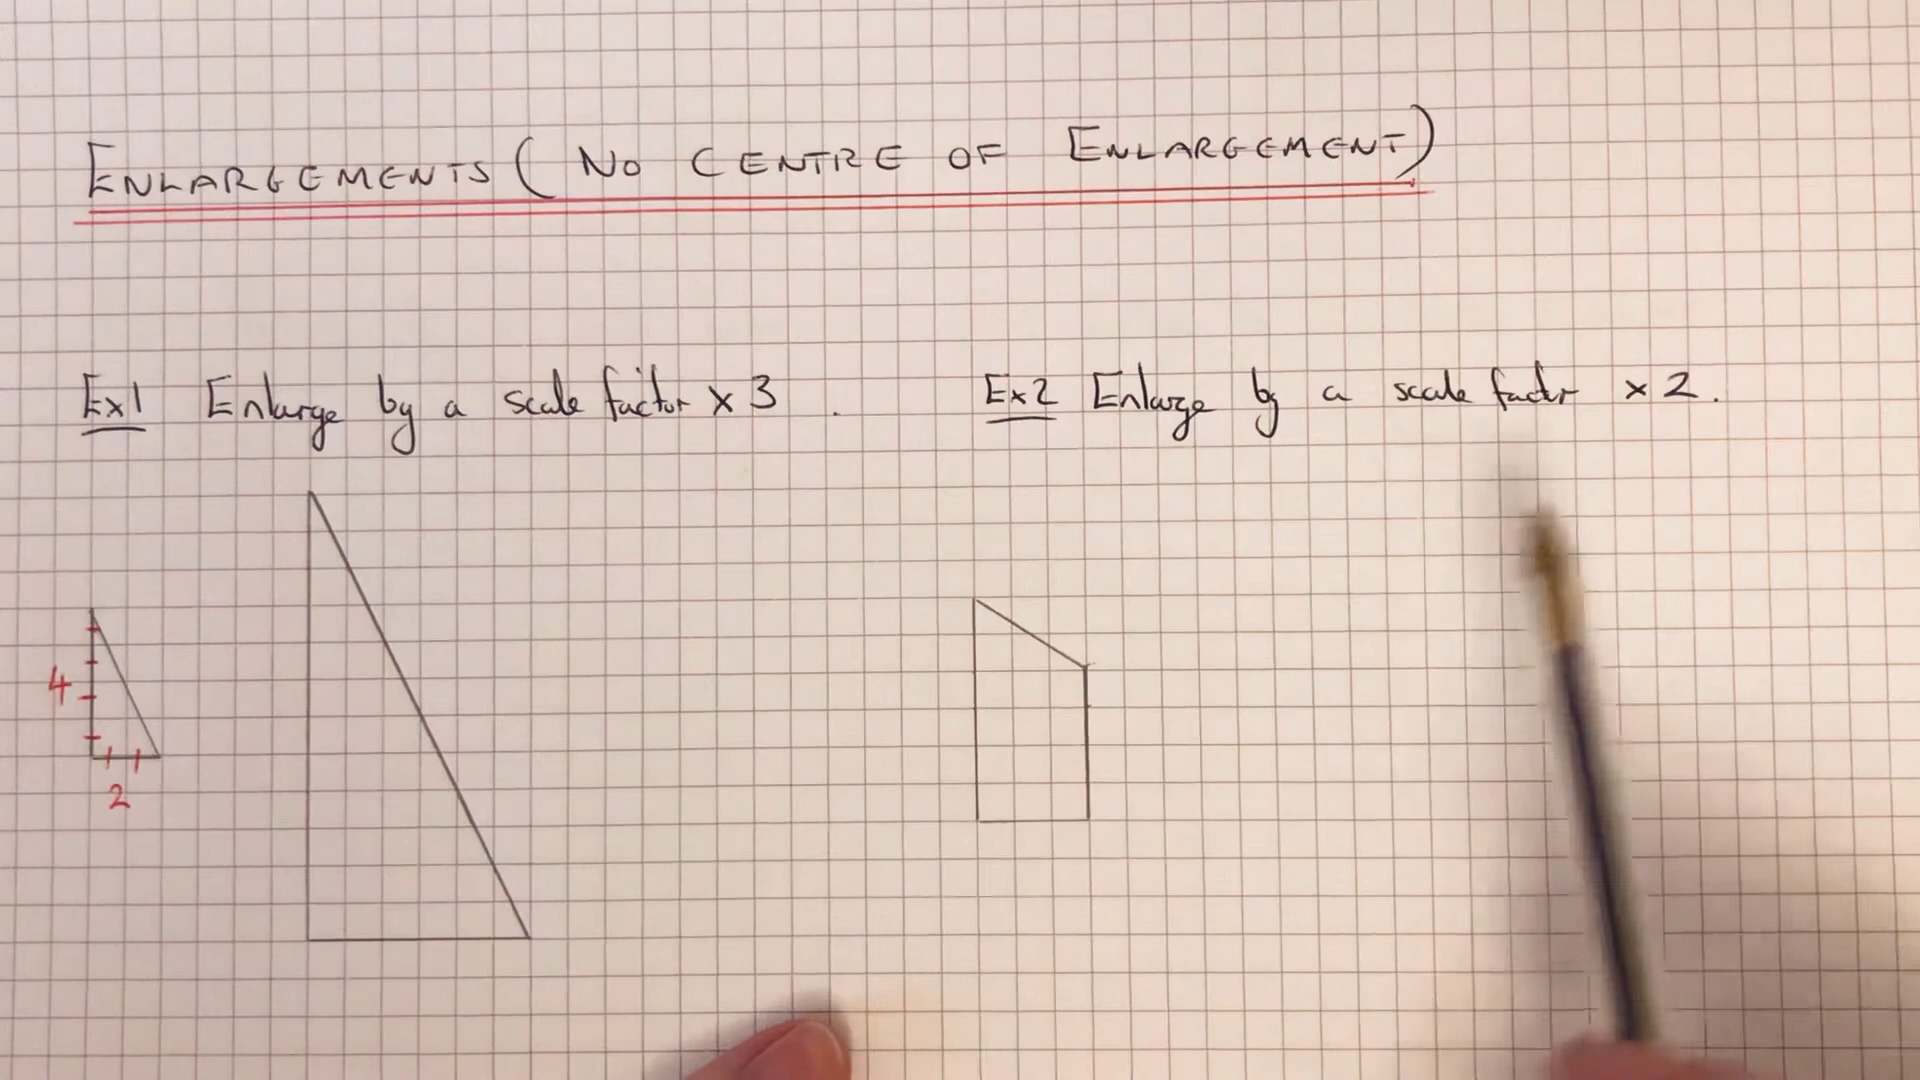 ENLARGEMENTS (NO CENTRE OF ENLARGEMENT)
Ex1 Enlarge by a scale factor x 3 .
Ex2 Enlarge by a scale factor x 2 .
4
2